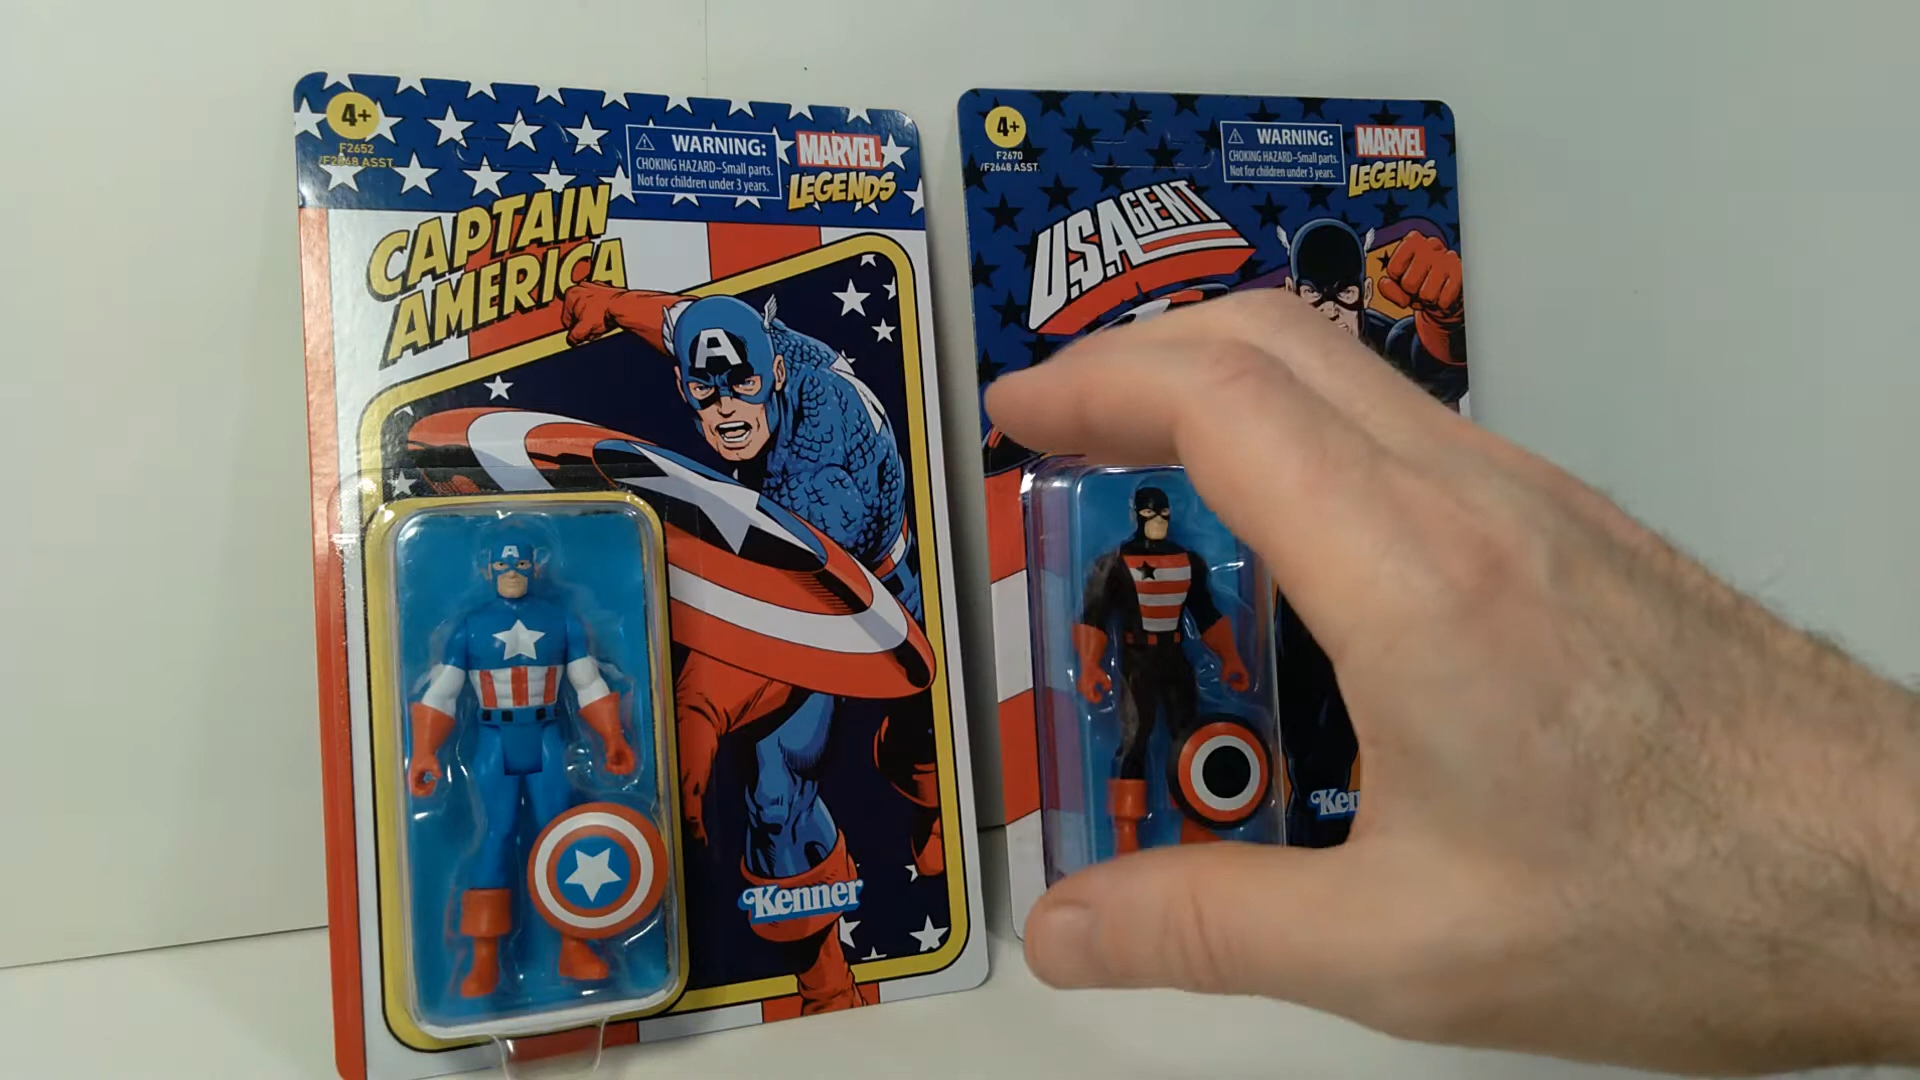 4+
F2652
/F2648 ASST.
⚠ WARNING:
CHOKING HAZARD–Small parts.
Not for children under 3 years.
MARVEL
LEGENDS
CAPTAIN
AMERICA
A
A
Kenner
4+
F2670
/F2648 ASST.
⚠ WARNING:
CHOKING HAZARD–Small parts.
Not for children under 3 years.
MARVEL
LEGENDS
U.S.AGENT
Ken